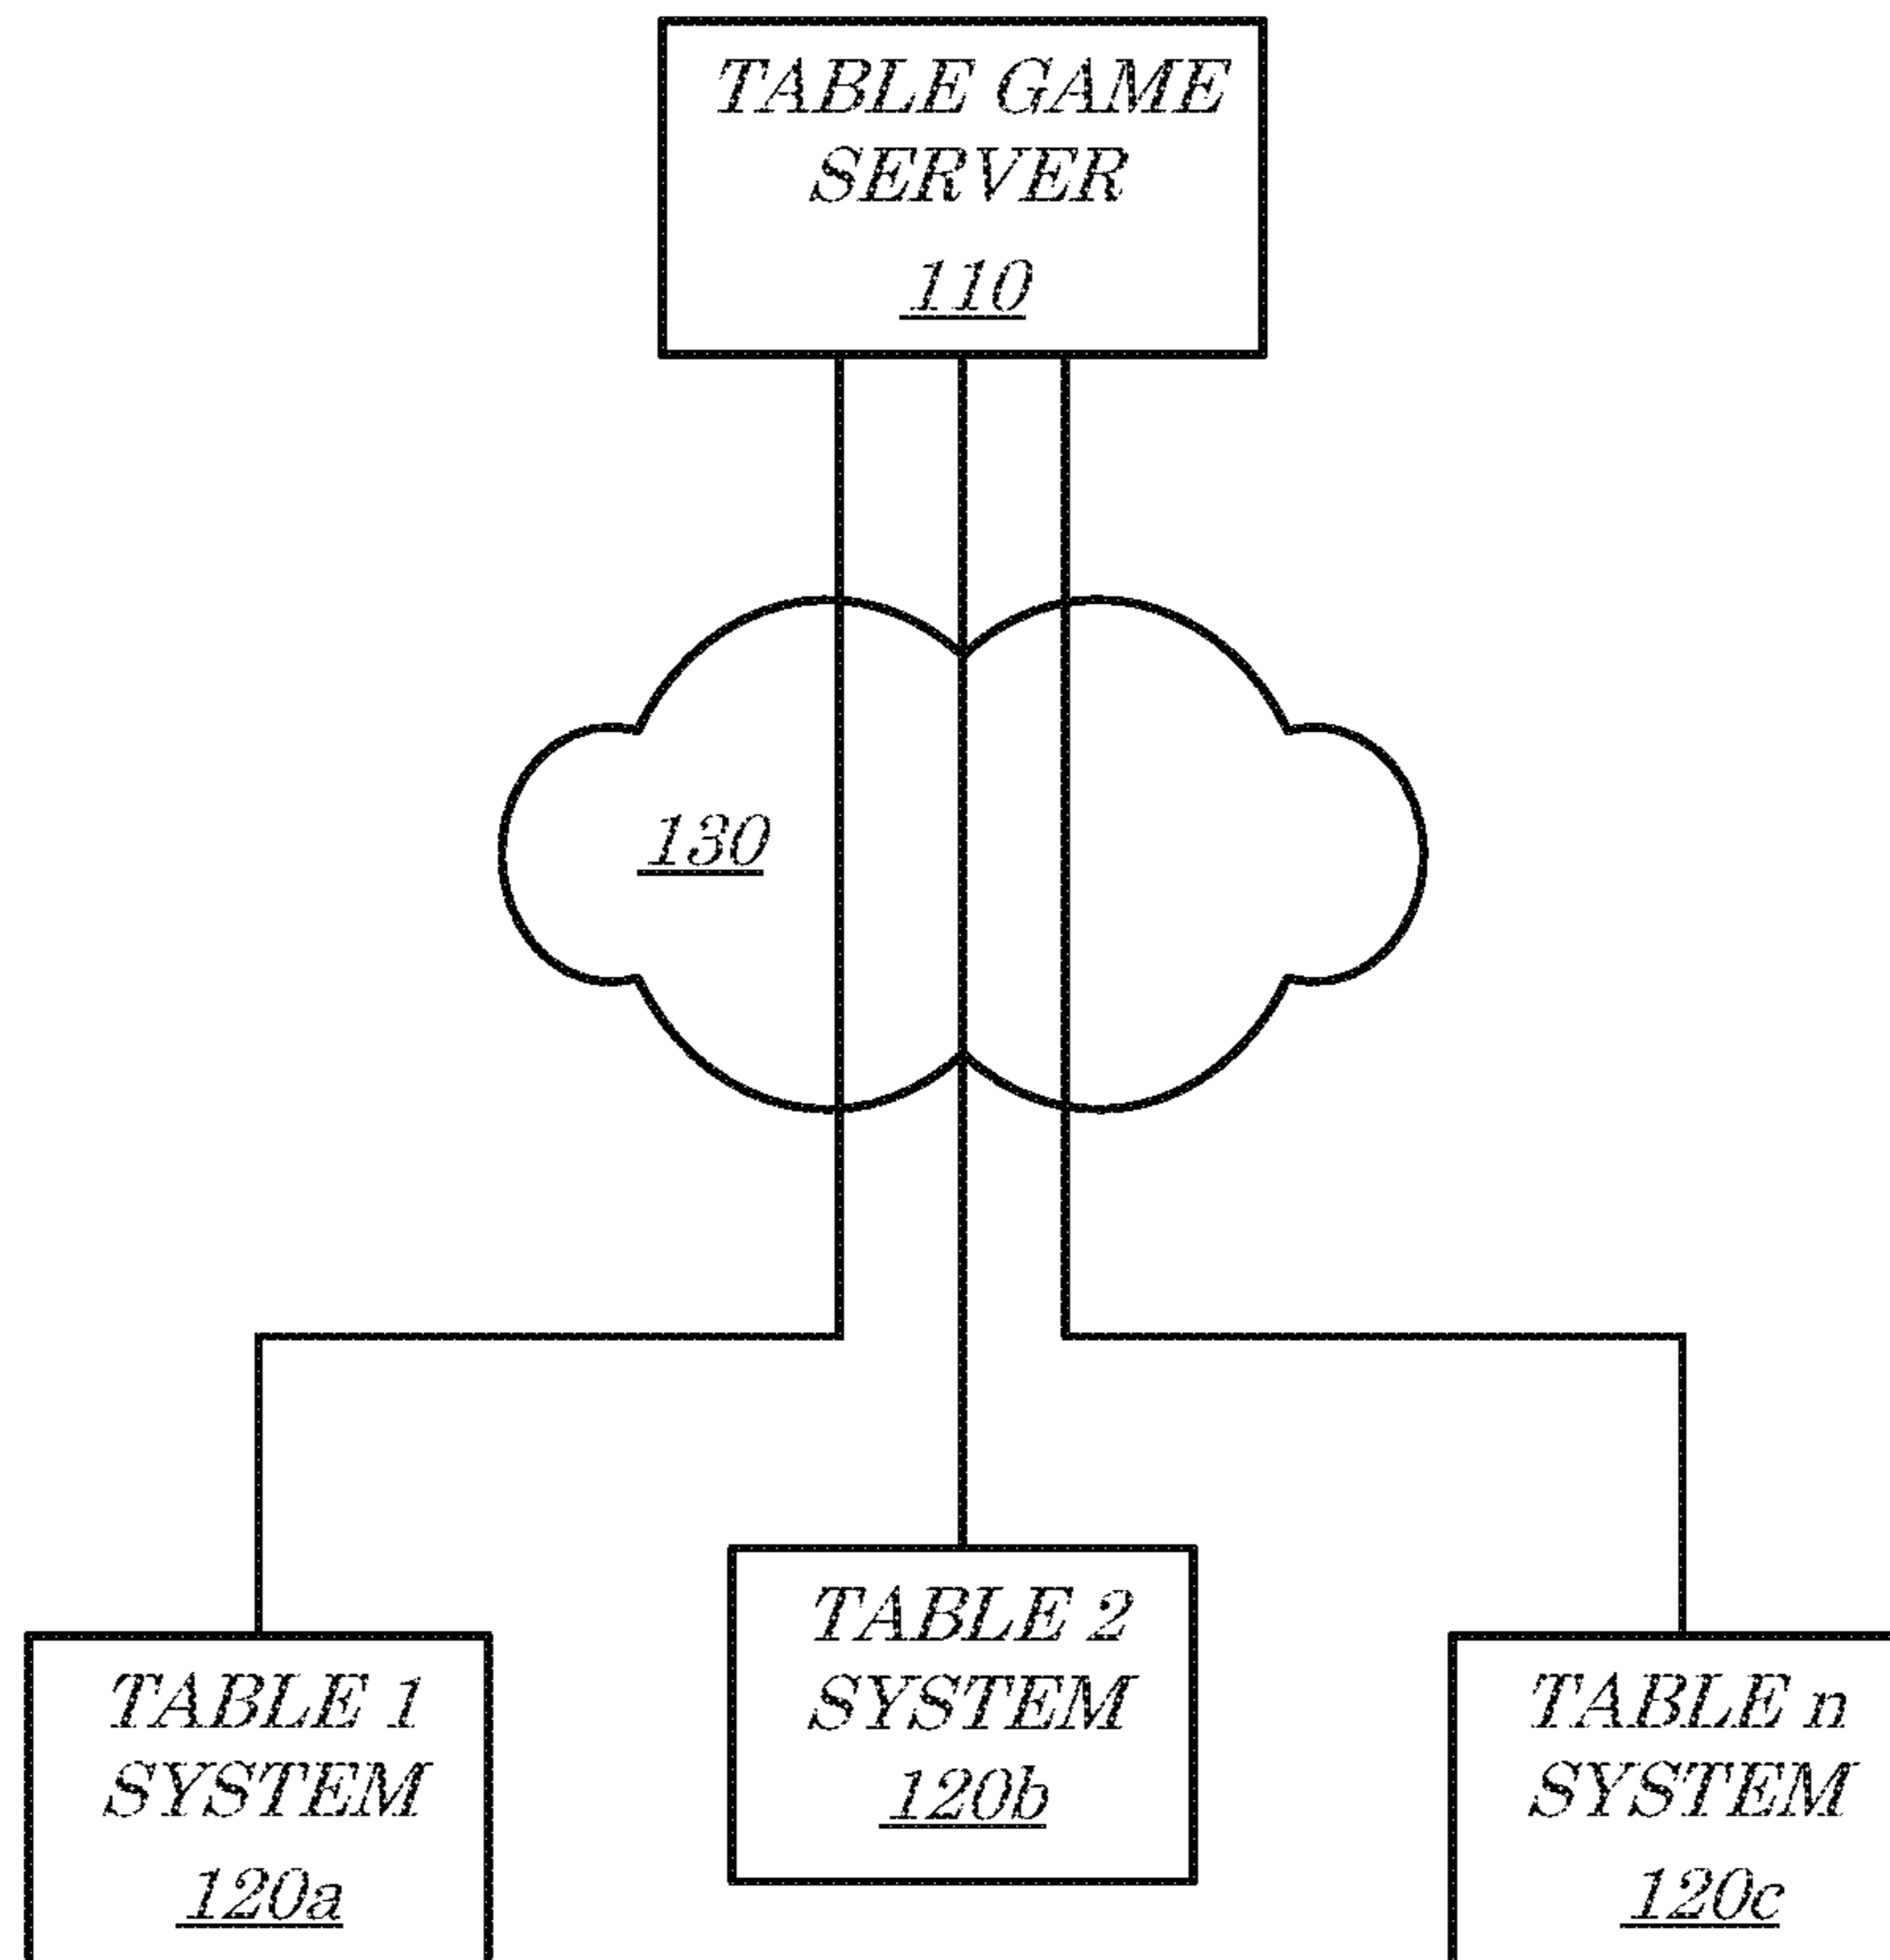 TABLE GAME
SERVER
110
130
TABLE 1
SYSTEM
120a
TABLE 2
SYSTEM
120b
TABLE n
SYSTEM
120c